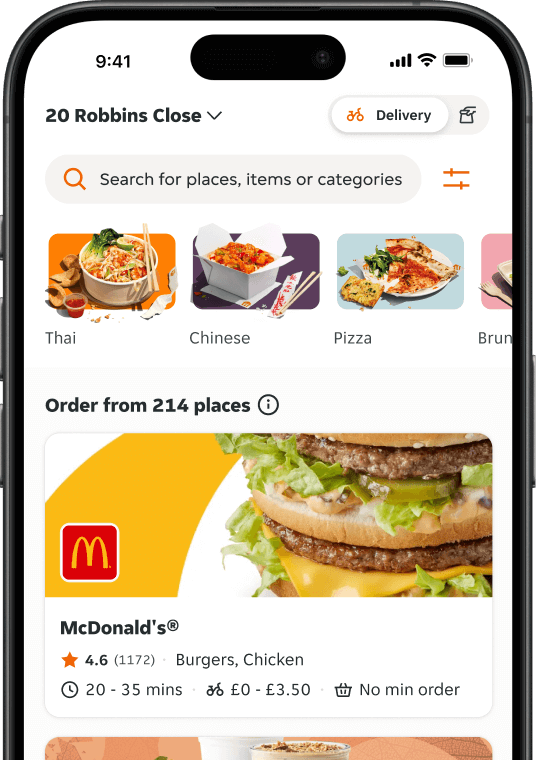 9:41
20 Robbins Close
Delivery
Search for places, items or categories
Thai
Chinese
Pizza
Brun
Order from 214 places
McDonald's®
4.6 (1172) · Burgers, Chicken
20 - 35 mins · £0 - £3.50 · No min order